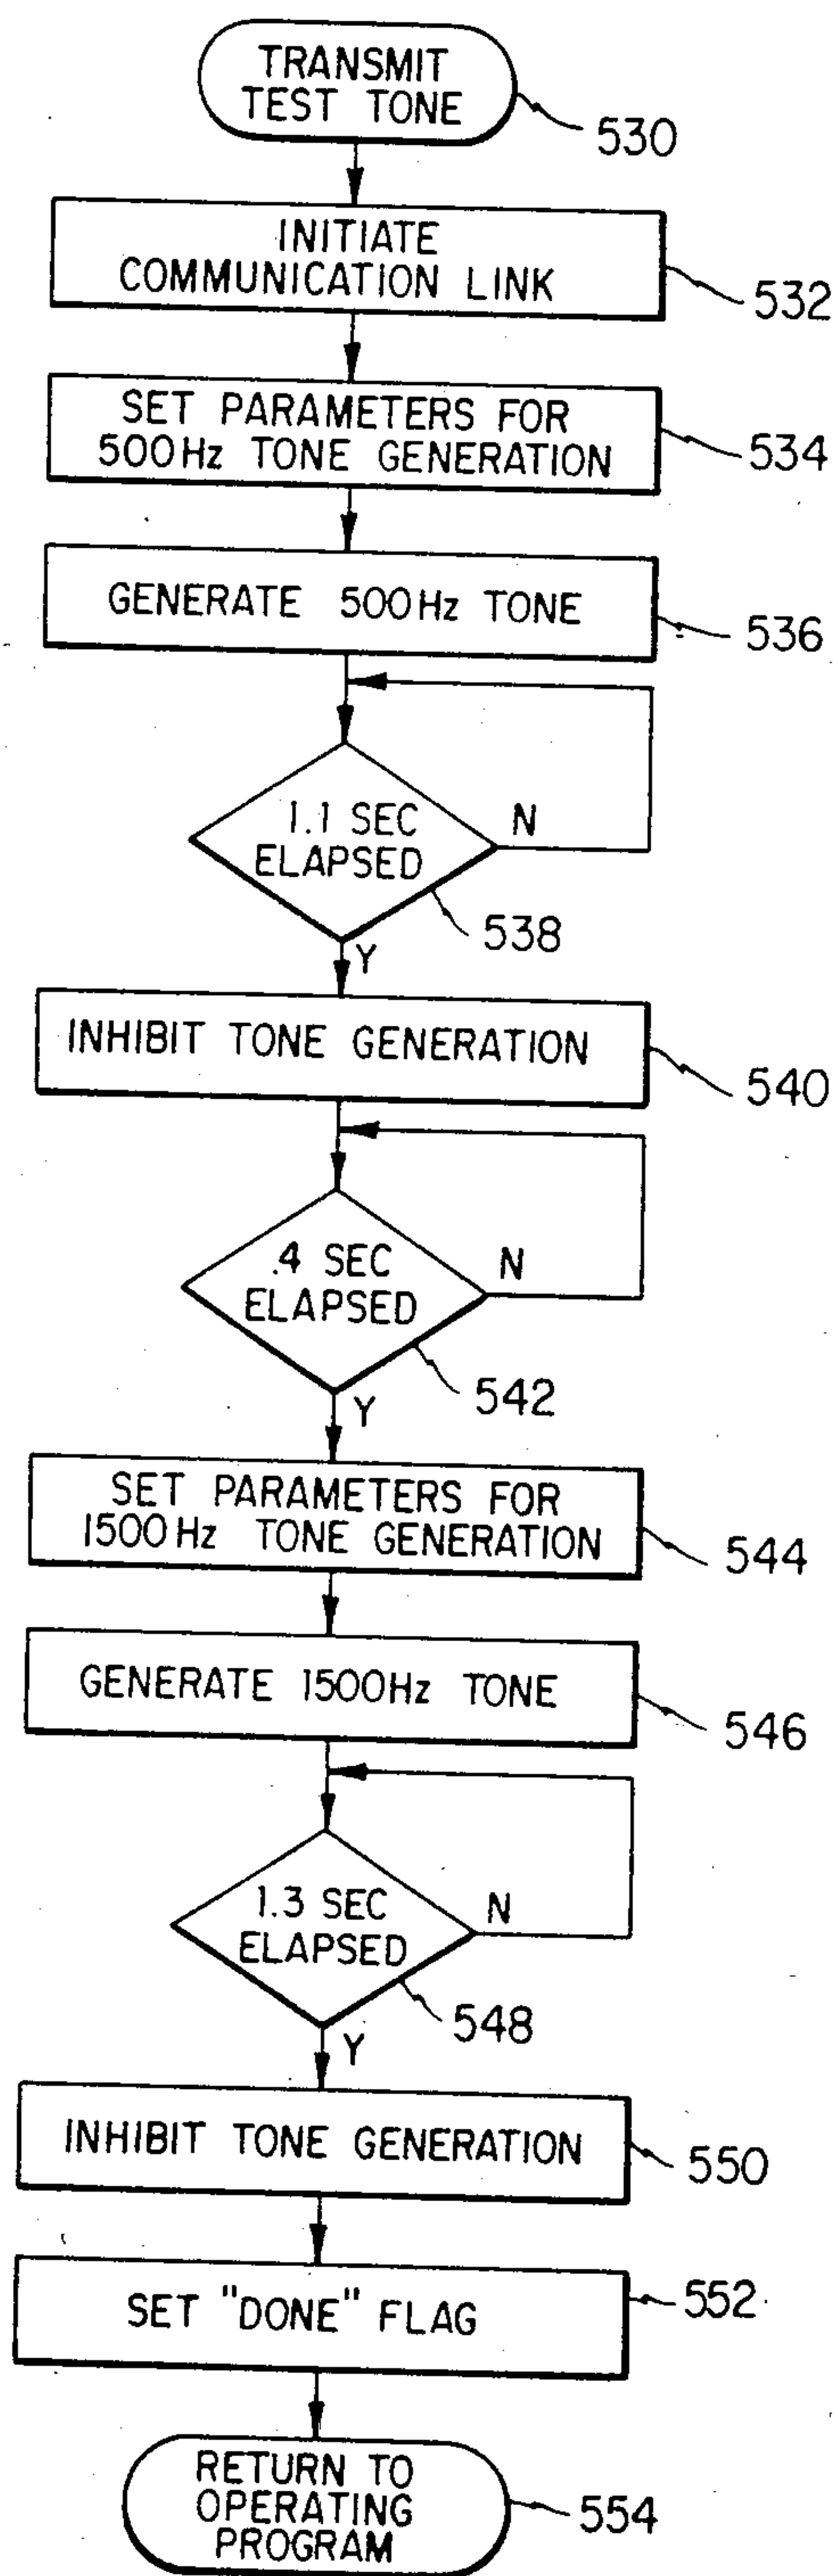 TRANSMIT
TEST TONE
530
INITIATE
COMMUNICATION LINK
532
SET PARAMETERS FOR
500Hz TONE GENERATION
534
GENERATE 500Hz TONE
536
1.1 SEC
ELAPSED
N
538
Y
INHIBIT TONE GENERATION
540
.4 SEC
ELAPSED
N
542
Y
SET PARAMETERS FOR
1500Hz TONE GENERATION
544
GENERATE 1500Hz TONE
546
1.3 SEC
ELAPSED
N
548
Y
INHIBIT TONE GENERATION
550
SET "DONE" FLAG
552
RETURN TO
OPERATING
PROGRAM
554